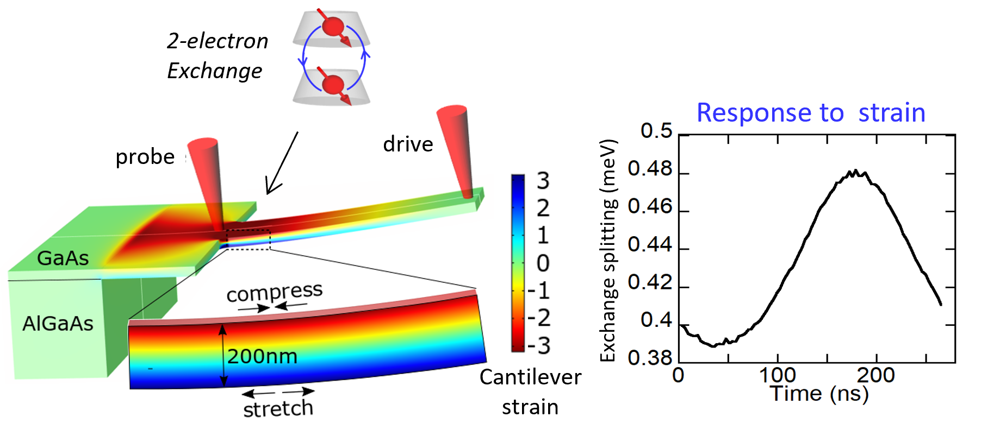 2-electron
Exchange
probe
drive
GaAs
AlGaAs
compress
200nm
stretch
3
2
1
0
-1
-2
-3
Cantilever
strain
Response to strain
Exchange splitting (meV)
0.5
0.48
0.46
0.44
0.42
0.4
0.38
0
100
200
Time (ns)